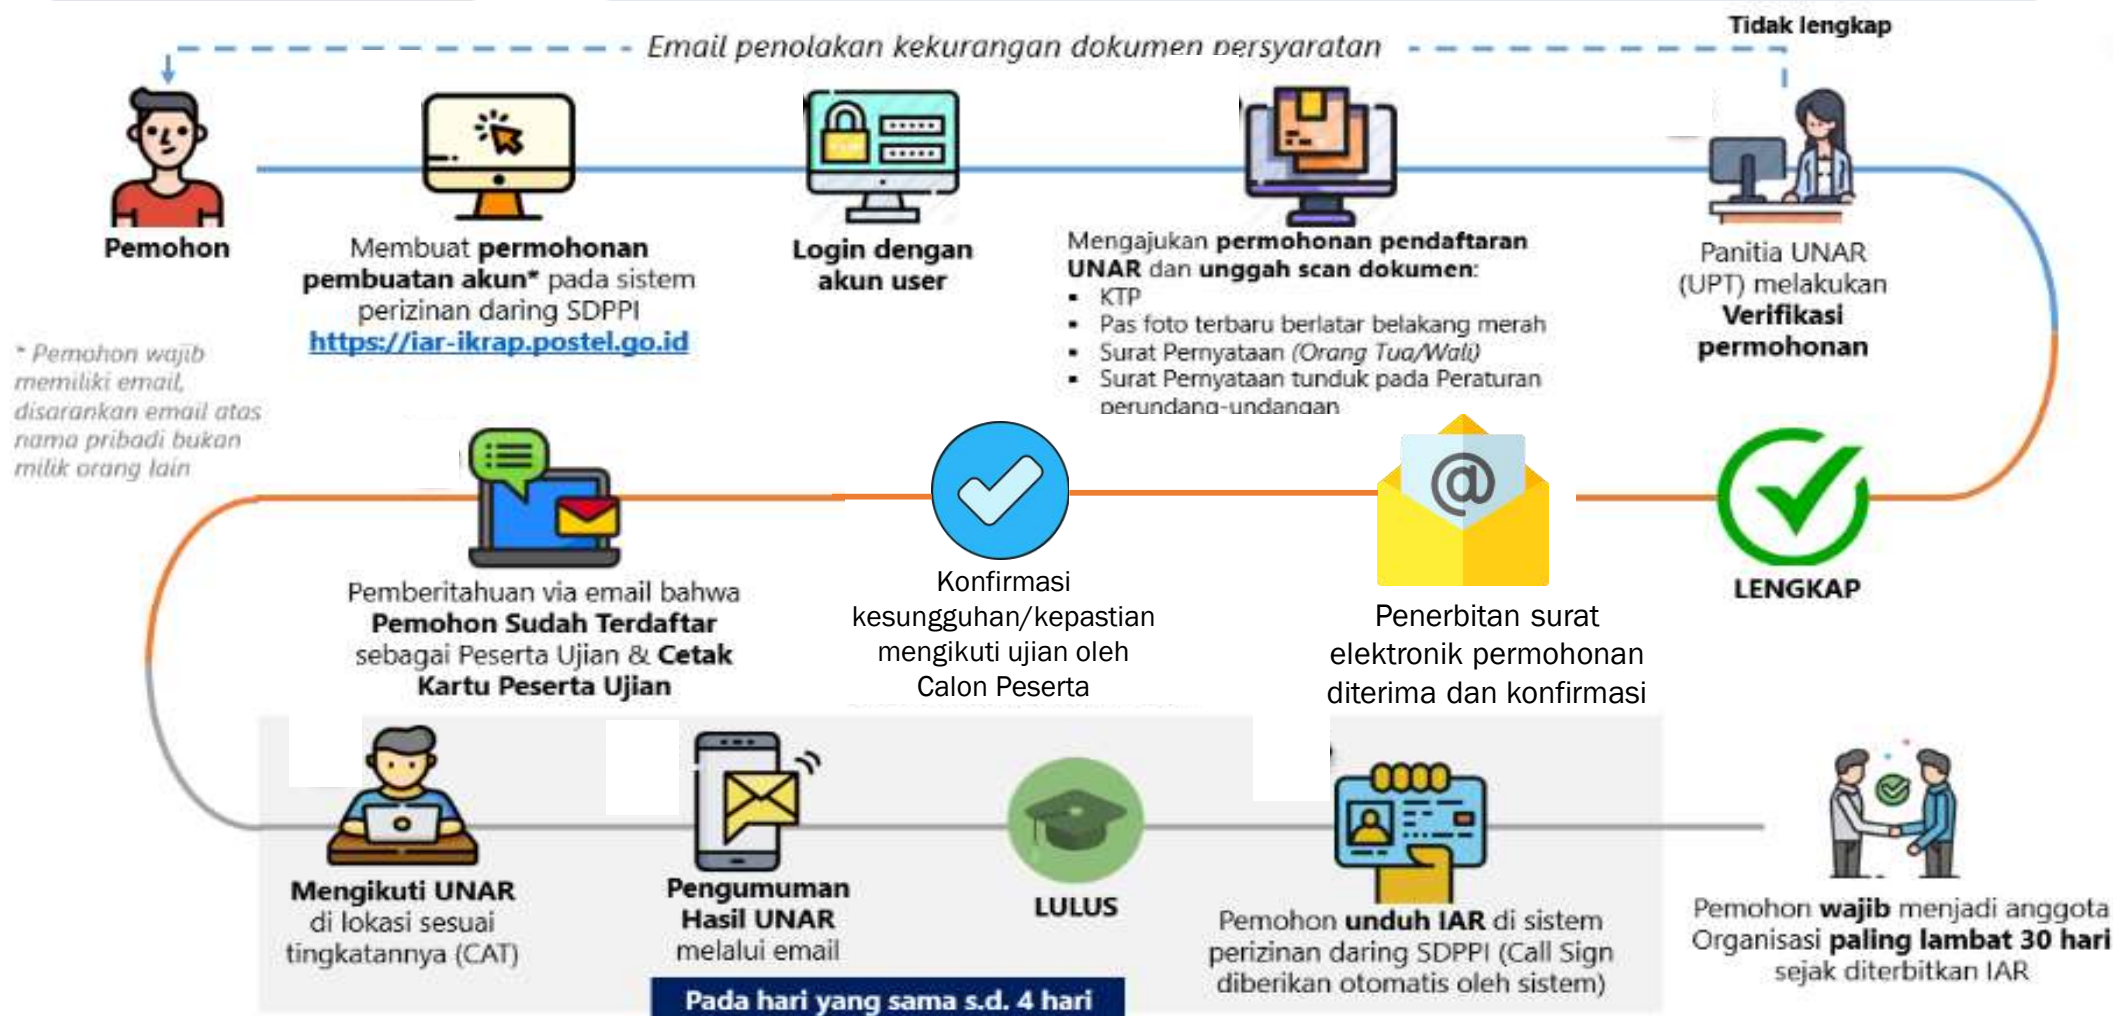 Tidak lengkap
Email penolakan kekurangan dokumen persyaratan
Pemohon
Membuat permohonan
pembuatan akun* pada sistem
perizinan daring SDPPI
https://iar-ikrap.postel.go.id
Login dengan
akun user
Mengajukan permohonan pendaftaran
UNAR dan unggah scan dokumen:
▪ KTP
▪ Pas foto terbaru berlatar belakang merah
▪ Surat Pernyataan (Orang Tua/Wali)
▪ Surat Pernyataan tunduk pada Peraturan
perundang-undangan
Panitia UNAR
(UPT) melakukan
Verifikasi
permohonan
* Pemohon wajib
memiliki email,
disarankan email atas
nama pribadi bukan
milik orang lain
LENGKAP
@
Penerbitan surat
elektronik permohonan
diterima dan konfirmasi
Konfirmasi
kesungguhan/kepastian
mengikuti ujian oleh
Calon Peserta
Pemberitahuan via email bahwa
Pemohon Sudah Terdaftar
sebagai Peserta Ujian & Cetak
Kartu Peserta Ujian
Mengikuti UNAR
di lokasi sesuai
tingkatannya (CAT)
Pengumuman
Hasil UNAR
melalui email
Pada hari yang sama s.d. 4 hari
LULUS
Pemohon unduh IAR di sistem
perizinan daring SDPPI (Call Sign
diberikan otomatis oleh sistem)
Pemohon wajib menjadi anggota
Organisasi paling lambat 30 hari
sejak diterbitkan IAR